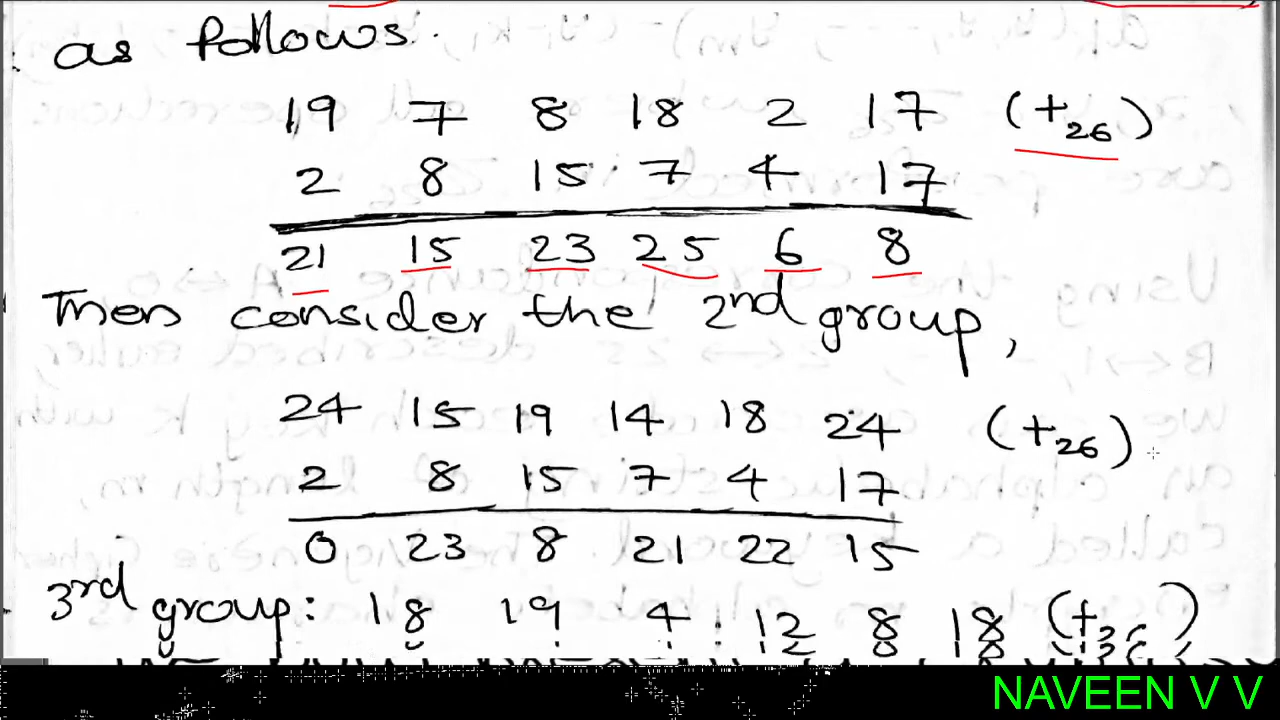 as follows.
19 7 8 18 2 17 (+26)
2 8 15 7 4 17
21 15 23 25 6 8
Then consider the 2nd group,
24 15 19 14 18 24 (+26)
2 8 15 7 4 17
0 23 8 21 22 15
3rd group: 18 19 4 12 8 18
NAVEEN V V